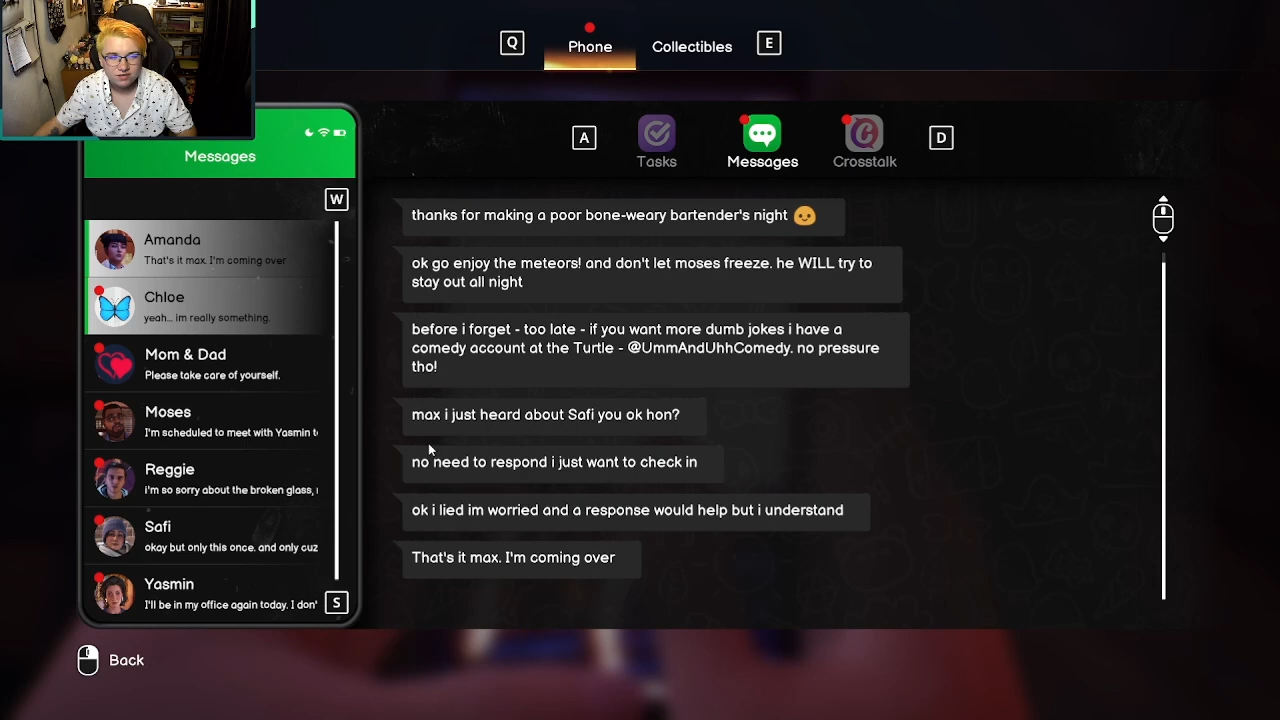 Q
Phone
Collectibles
E
Messages
A
Tasks
Messages
Crosstalk
D
W
Amanda
That's it max. I'm coming over
Chloe
yeah... im really something.
Mom & Dad
Please take care of yourself.
Moses
I'm scheduled to meet with Yasmin t
Reggie
i'm so sorry about the broken glass,
Safi
okay but only this once. and only cuz
Yasmin
I'll be in my office again today. I don'
S
thanks for making a poor bone-weary bartender's night
ok go enjoy the meteors! and don't let moses freeze. he WILL try to
stay out all night
before i forget - too late - if you want more dumb jokes i have a
comedy account at the Turtle - @UmmAndUhhComedy. no pressure
tho!
max i just heard about Safi you ok hon?
no need to respond i just want to check in
ok i lied im worried and a response would help but i understand
That's it max. I'm coming over
Back